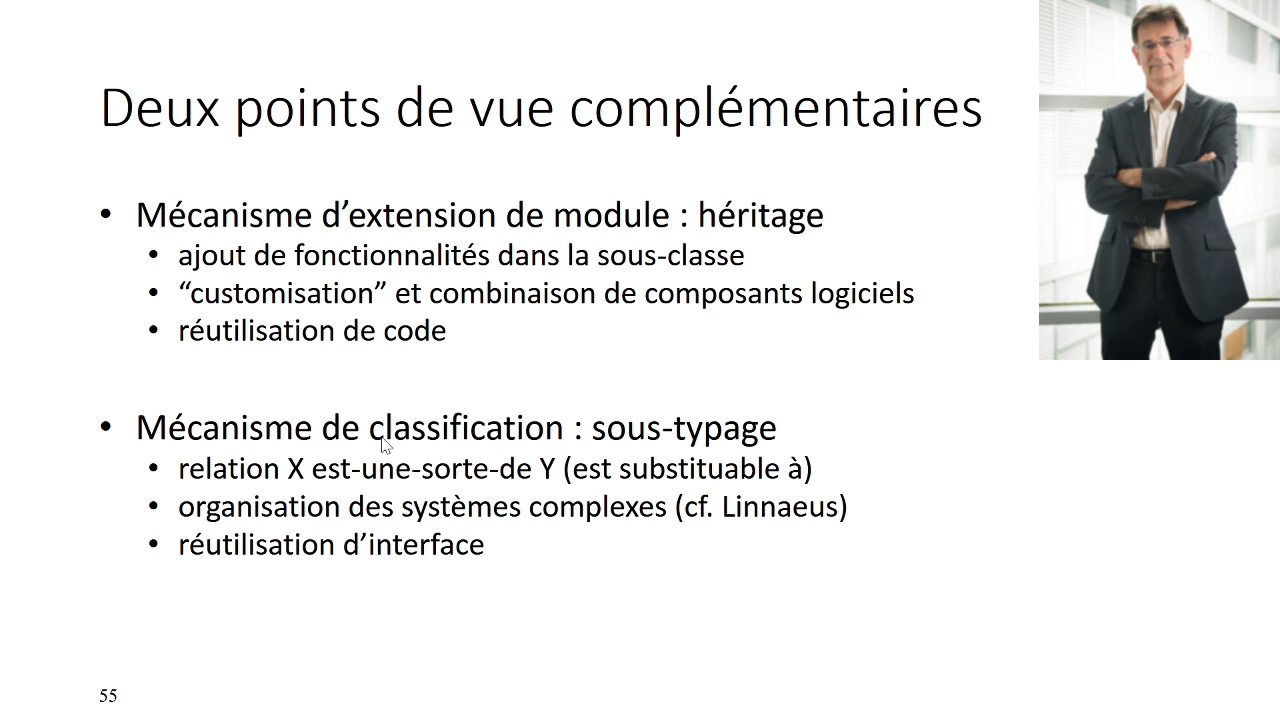 Deux points de vue complémentaires
• Mécanisme d’extension de module : héritage
• ajout de fonctionnalités dans la sous-classe
• “customisation” et combinaison de composants logiciels
• réutilisation de code
• Mécanisme de classification : sous-typage
• relation X est-une-sorte-de Y (est substituable à)
• organisation des systèmes complexes (cf. Linnaeus)
• réutilisation d’interface
55